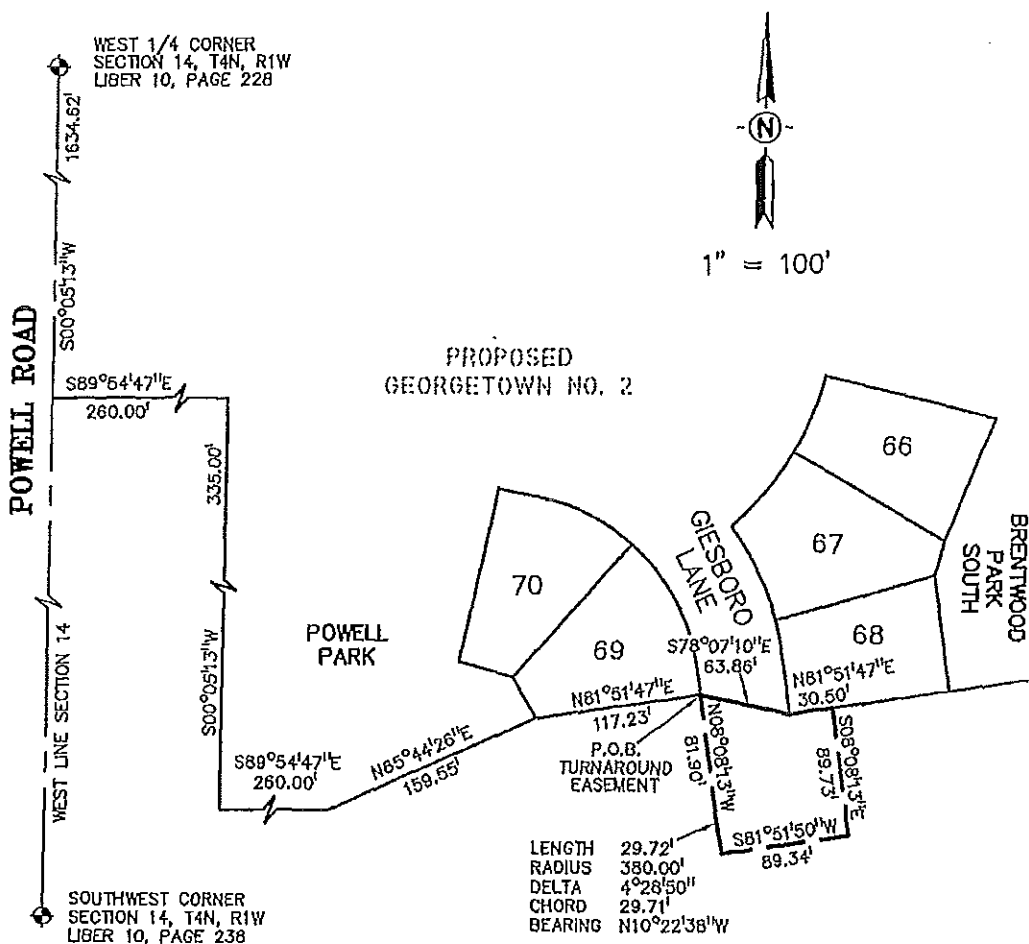 WEST 1/4 CORNER
SECTION 14, T4N, R1W
LIBER 10, PAGE 228
1634.62'
S00°05'13"W
N
1" = 100'
POWELL ROAD
PROPOSED
GEORGETOWN NO. 2
S89°54'47"E
260.00'
335.00'
S00°05'13"W
WEST LINE SECTION 14
66
67
68
GIESBORO
LANE
BRENTWOOD
PARK
SOUTH
70
69
POWELL
PARK
S78°07'10"E
63.86'
N81°51'47"E
30.50'
N81°51'47"E
117.23'
S89°54'47"E
260.00'
N65°44'26"E
159.55'
P.O.B.
TURNAROUND
EASEMENT
N08°08'13"W
81.90'
S08°08'13"E
89.73'
S81°51'50"W
89.34'
LENGTH 29.72'
RADIUS 380.00'
DELTA 4°28'50"
CHORD 29.71'
BEARING N10°22'38"W
SOUTHWEST CORNER
SECTION 14, T4N, R1W
LIBER 10, PAGE 238